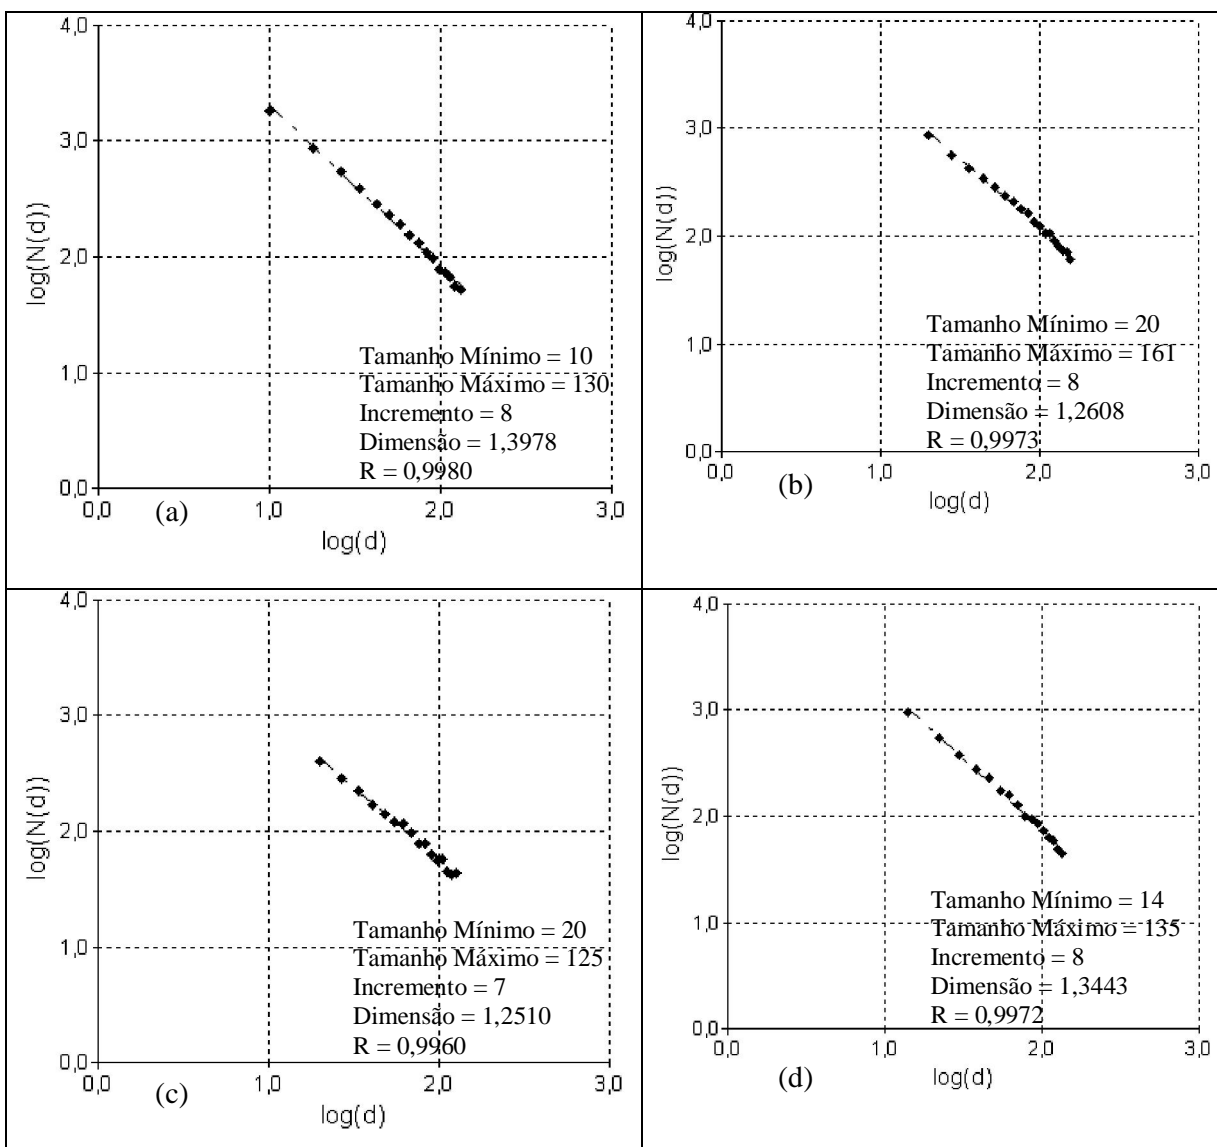 4,0
3,0
2,0
1,0
0,0
log(N(d))
Tamanho Mínimo = 10
Tamanho Máximo = 130
Incremento = 8
Dimensão = 1,3978
R = 0,9980
0,0 1,0 2,0 3,0
(a)
log(d)
4,0
3,0
2,0
1,0
0,0
log(N(d))
Tamanho Mínimo = 20
Tamanho Máximo = 161
Incremento = 8
Dimensão = 1,2608
R = 0,9973
0,0 1,0 2,0 3,0
(b)
log(d)
4,0
3,0
2,0
1,0
0,0
log(N(d))
Tamanho Mínimo = 20
Tamanho Máximo = 125
Incremento = 7
Dimensão = 1,2510
R = 0,9960
0,0 1,0 2,0 3,0
(c)
log(d)
4,0
3,0
2,0
1,0
0,0
log(N(d))
Tamanho Mínimo = 14
Tamanho Máximo = 135
Incremento = 8
Dimensão = 1,3443
R = 0,9972
0,0 1,0 2,0 3,0
(d)
log(d)